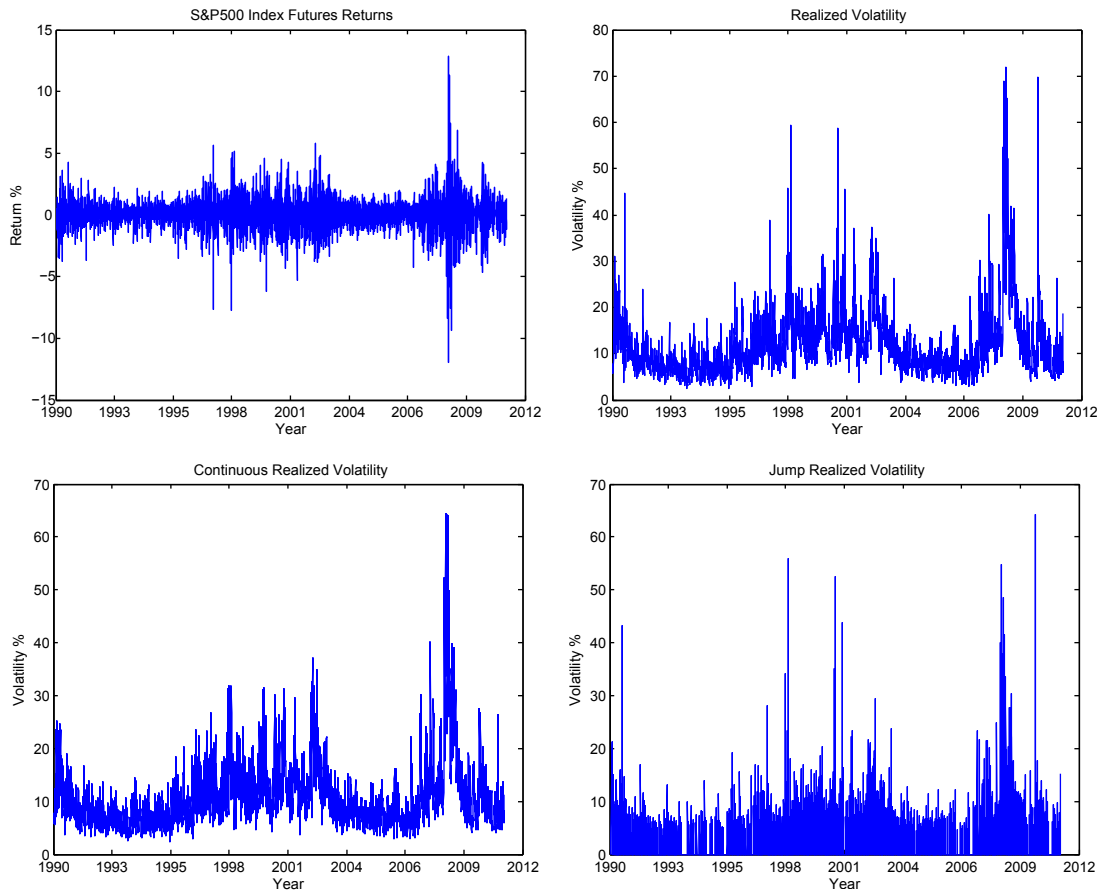 S&P500 Index Futures Returns
15
10
5
0
−5
−10
−15
Return %
1990 1993 1995 1998 2001 2004 2006 2009 2012
Year
Realized Volatility
80
70
60
50
40
30
20
10
0
Volatility %
1990 1993 1995 1998 2001 2004 2006 2009 2012
Year
Continuous Realized Volatility
70
60
50
40
30
20
10
0
Volatility %
1990 1993 1995 1998 2001 2004 2006 2009 2012
Year
Jump Realized Volatility
70
60
50
40
30
20
10
0
Volatility %
1990 1993 1995 1998 2001 2004 2006 2009 2012
Year